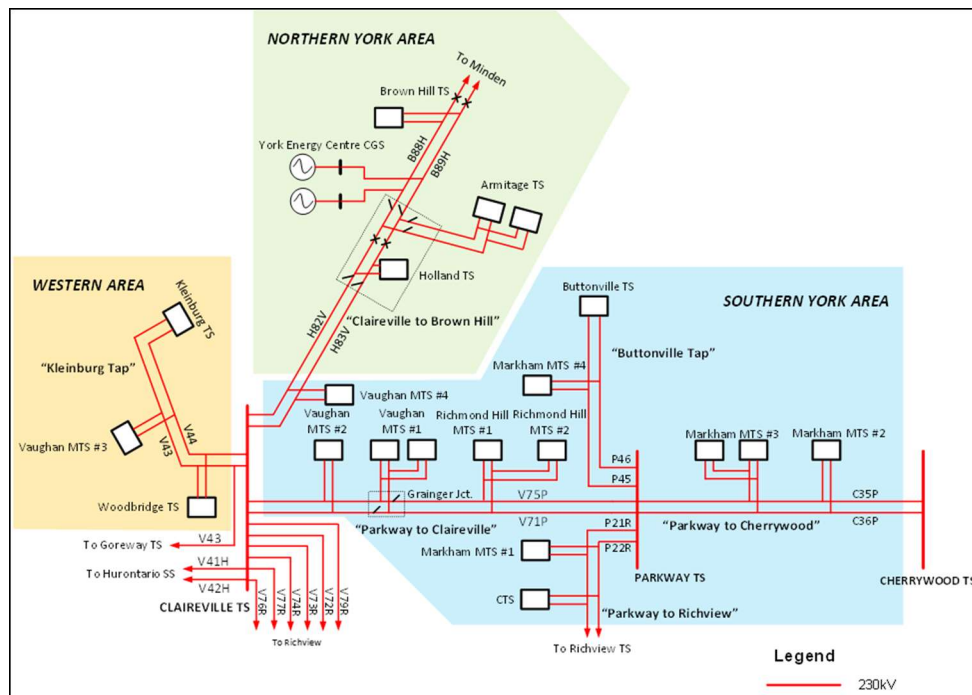 NORTHERN YORK AREA
To Minden
Brown Hill TS
York Energy Centre CGS
B88H
B89H
Armitage TS
Holland TS
"Claireville to Brown Hill"
H82V
H83V
WESTERN AREA
Kleinburg TS
"Kleinburg Tap"
Vaughan MTS #3
V44
V43
Woodbridge TS
SOUTHERN YORK AREA
Buttonville TS
"Buttonville Tap"
Markham MTS #4
Vaughan MTS #4
Vaughan
MTS #2
Vaughan
MTS #1
Richmond Hill
MTS #1
Richmond Hill
MTS #2
Markham MTS #3
Markham MTS #2
P46
P45
Grainger Jct.
V75P
V71P
C35P
C36P
"Parkway to Claireville"
"Parkway to Cherrywood"
P21R
P22R
Markham MTS #1
PARKWAY TS
CHERRYWOOD TS
CTS
"Parkway to Richview"
To Richview TS
V43
To Goreway TS
V41H
To Hurontario SS
V42H
CLAIREVILLE TS
V76R
V77R
V74R
V73R
V72R
V79R
To Richview
Legend
230kV